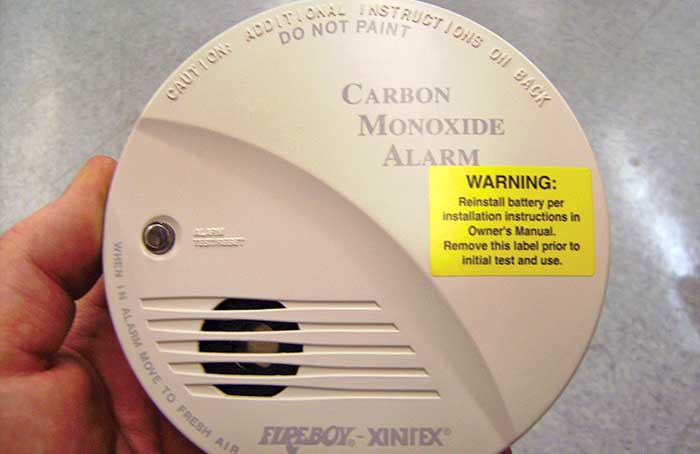 CAUTION: ADDITIONAL INSTRUCTIONS ON BACK
DO NOT PAINT
CARBON
MONOXIDE
ALARM
WARNING:
Reinstall battery per
installation instructions in
Owner's Manual.
Remove this label prior to
initial test and use.
ALARM
TEST/RESET
WHEN IN ALARM MOVE TO FRESH AIR
FIREBOY®-XINTEX®